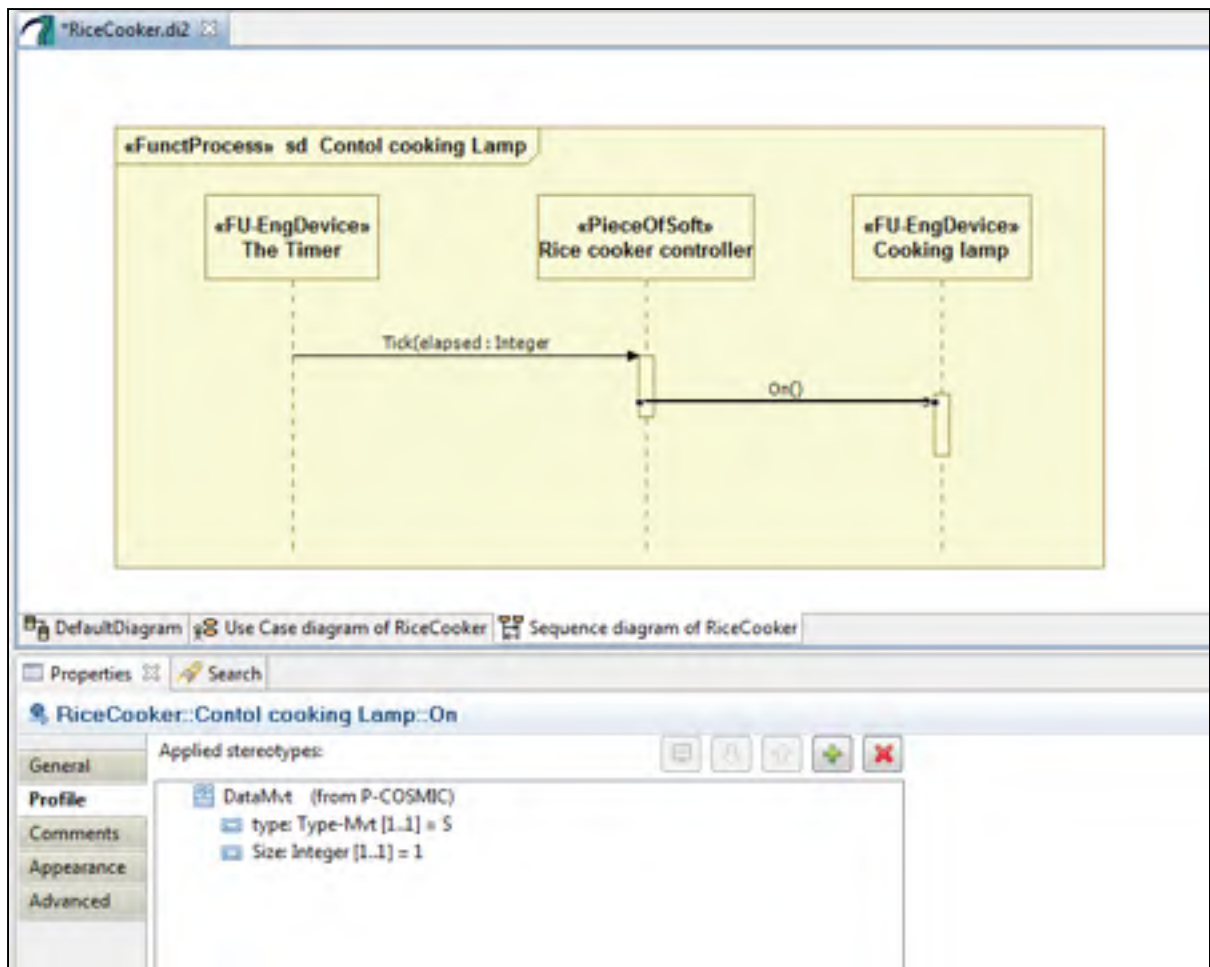 *RiceCooker.di2
«FunctProcess» sd Contol cooking Lamp
«FU-EngDevice»
The Timer
«PieceOfSoft»
Rice cooker controller
«FU-EngDevice»
Cooking lamp
Tick(elapsed : Integer
On()
DefaultDiagram Use Case diagram of RiceCooker Sequence diagram of RiceCooker
Properties Search
RiceCooker::Contol cooking Lamp::On
Applied stereotypes:
General
Profile
Comments
Appearance
Advanced
DataMvt (from P-COSMIC)
type: Type-Mvt [1..1] = S
Size: Integer [1..1] = 1